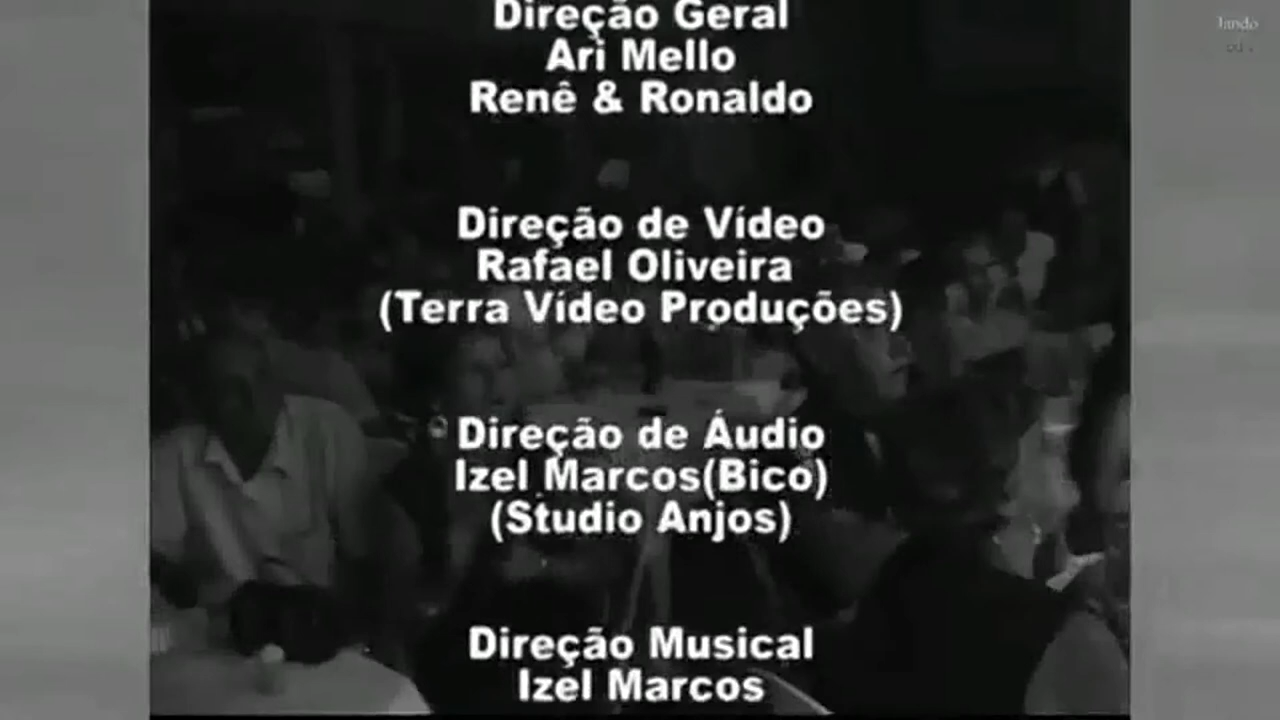 Direção Geral
Ari Mello
Renê & Ronaldo
Direção de Vídeo
Rafael Oliveira
(Terra Vídeo Produções)
Direção de Áudio
Izel Marcos(Bico)
(Studio Anjos)
Direção Musical
Izel Marcos